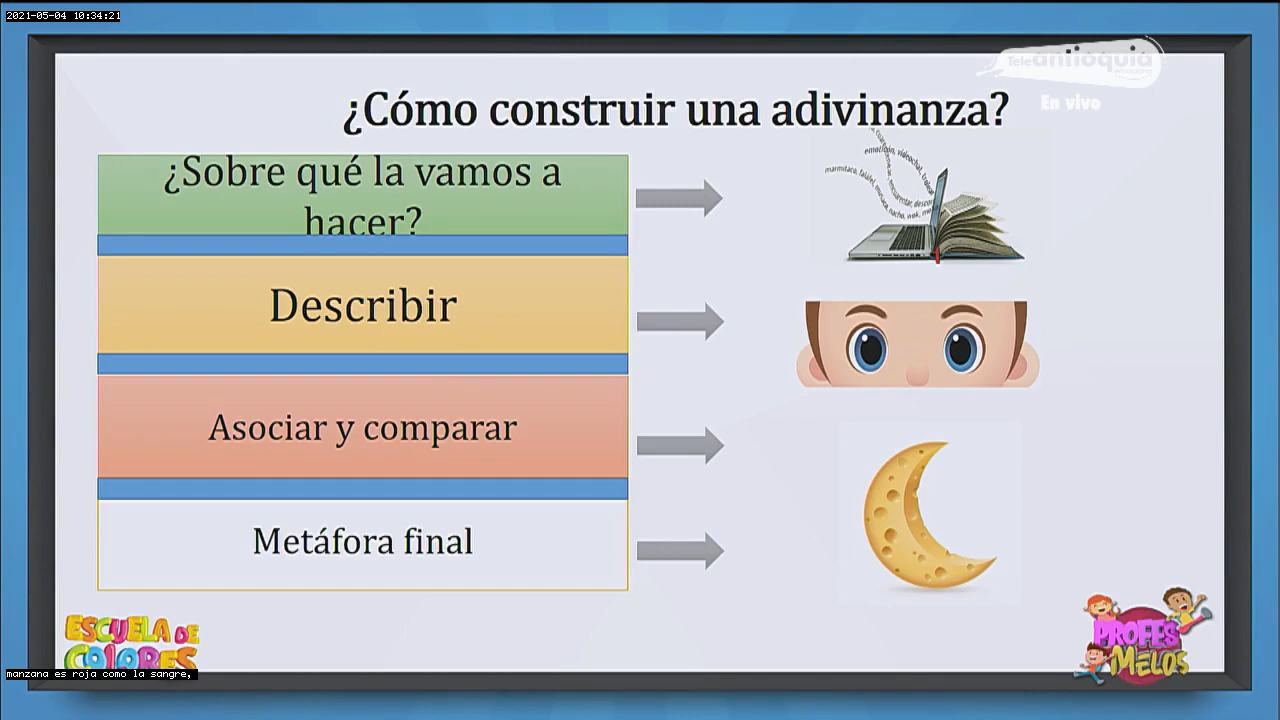 2021-05-04 10:34:21
Teleantioquia
En vivo
¿Cómo construir una adivinanza?
¿Sobre qué la vamos a
hacer?
Describir
Asociar y comparar
Metáfora final
ESCUELA DE
COLORES
PROFES
MELOS
manzana es roja como la sangre,